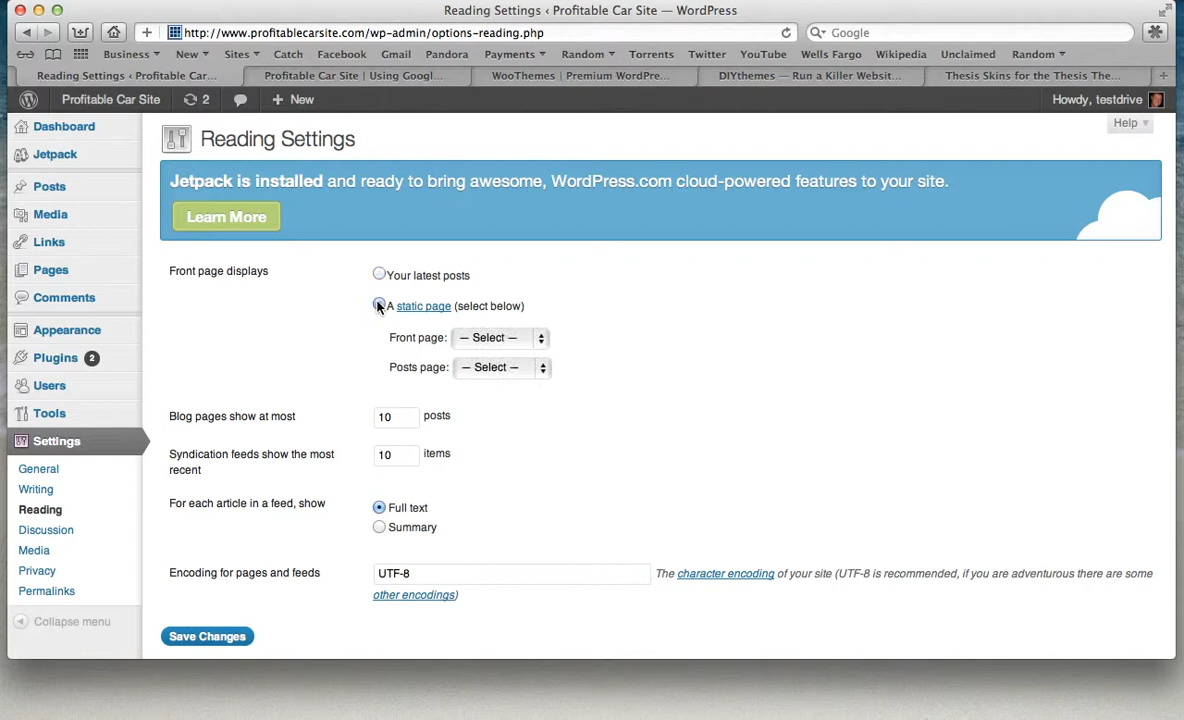 Reading Settings ‹ Profitable Car Site — WordPress
http://www.profitablecarsite.com/wp-admin/options-reading.php
Google
Business New Sites Catch Facebook Gmail Pandora Payments Random Torrents Twitter YouTube Wells Fargo Wikipedia Unclaimed Random
Reading Settings ‹ Profitable Car... Profitable Car Site | Using Googl... WooThemes | Premium WordPre... DIYthemes — Run a Killer Websit... Thesis Skins for the Thesis The...
Profitable Car Site 2 + New Howdy, testdrive
Help
Dashboard
Jetpack
Posts
Media
Links
Pages
Comments
Appearance
Plugins 2
Users
Tools
Settings
General
Writing
Reading
Discussion
Media
Privacy
Permalinks
Collapse menu
Reading Settings
Jetpack is installed and ready to bring awesome, WordPress.com cloud-powered features to your site.
Learn More
Front page displays
Your latest posts
A static page (select below)
Front page: — Select —
Posts page: — Select —
Blog pages show at most 10 posts
Syndication feeds show the most recent 10 items
For each article in a feed, show
Full text
Summary
Encoding for pages and feeds UTF-8 The character encoding of your site (UTF-8 is recommended, if you are adventurous there are some
other encodings)
Save Changes